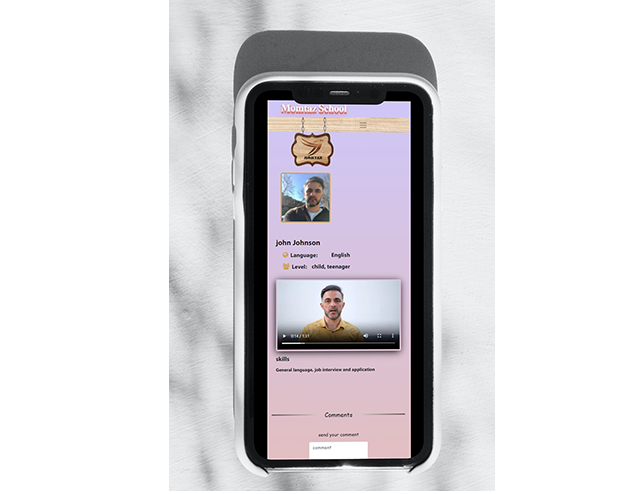 Momtaz School
john Johnson
Language: English
Level: child, teenager
0:14 / 1:37
skills
General language, job interview and application
Comments
send your comment
comment